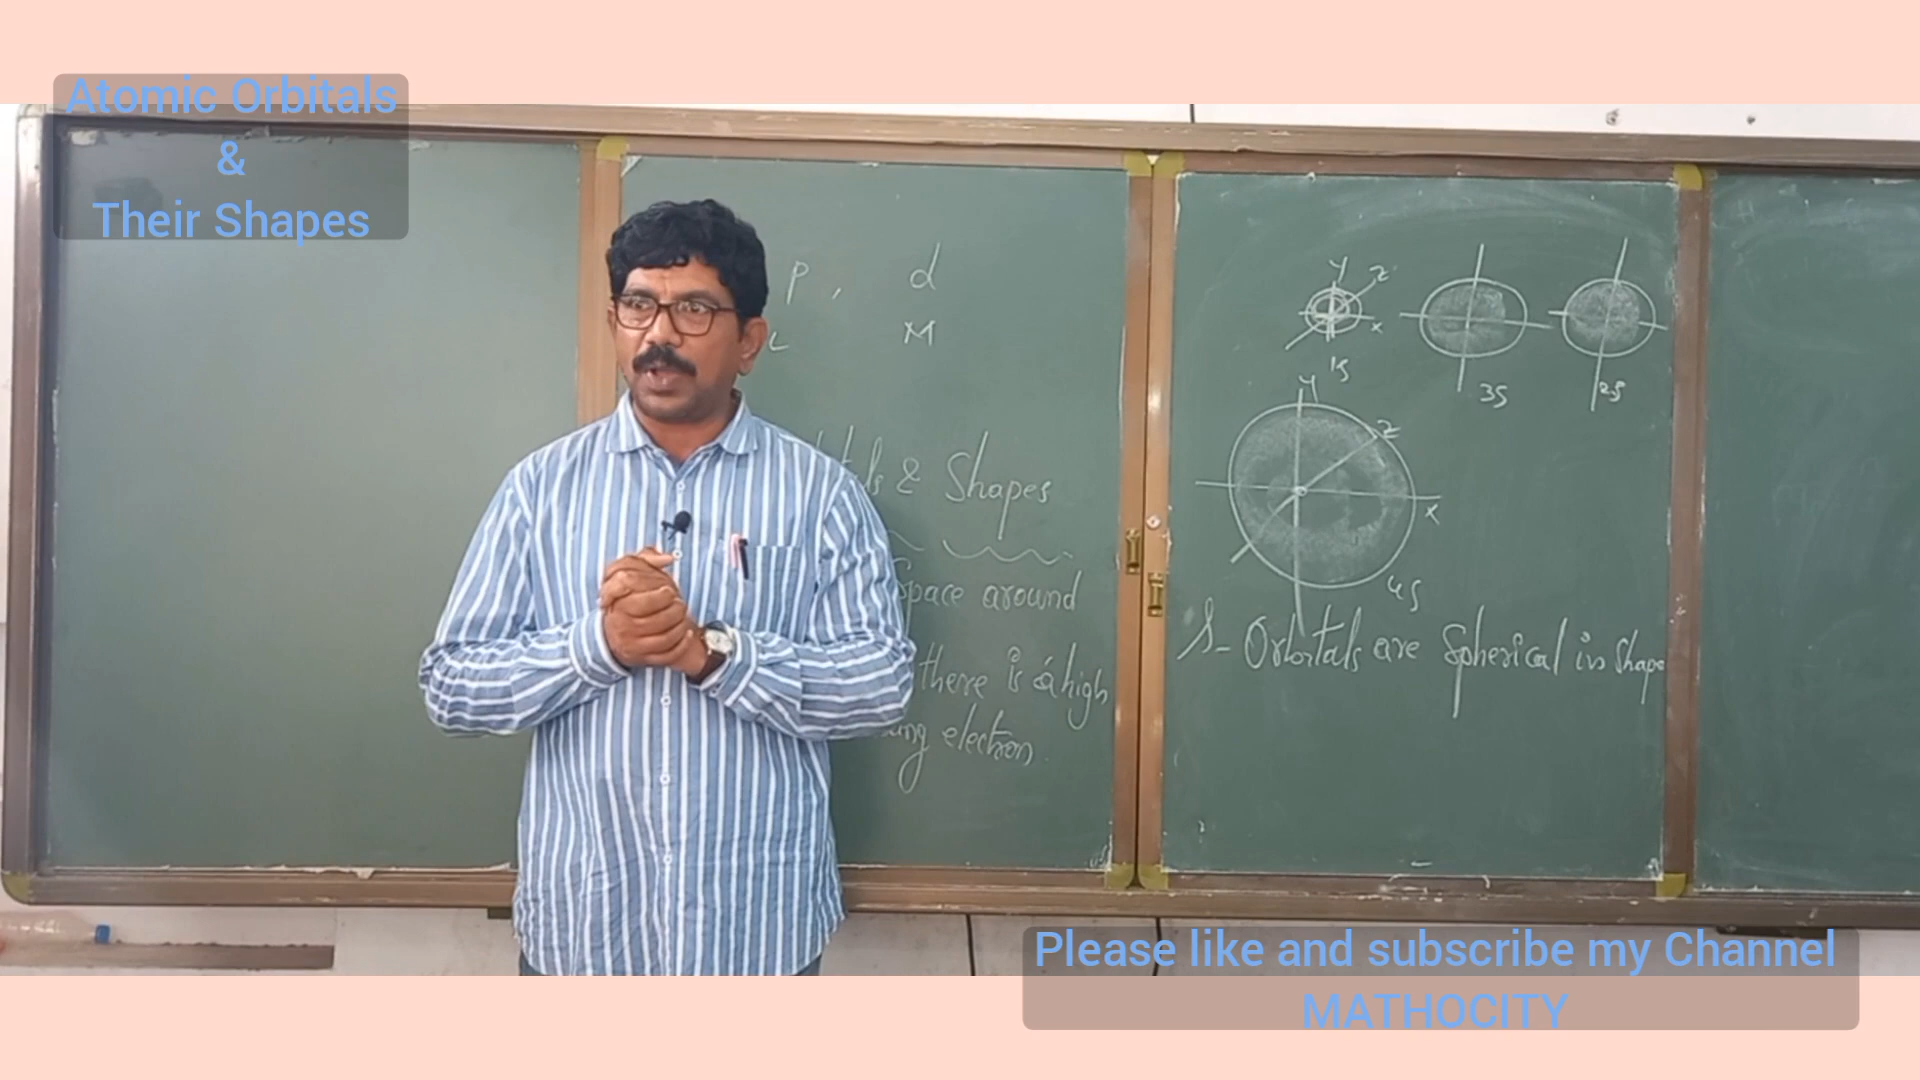 Atomic Orbitals
&
Their Shapes
p, d
L M
& Shapes
Space around
there is a high
electron
y z
x
1s
3s
2s
y
z
x
4s
S- Orbitals are Spherical in Shape
Please like and subscribe my Channel
MATHOCITY